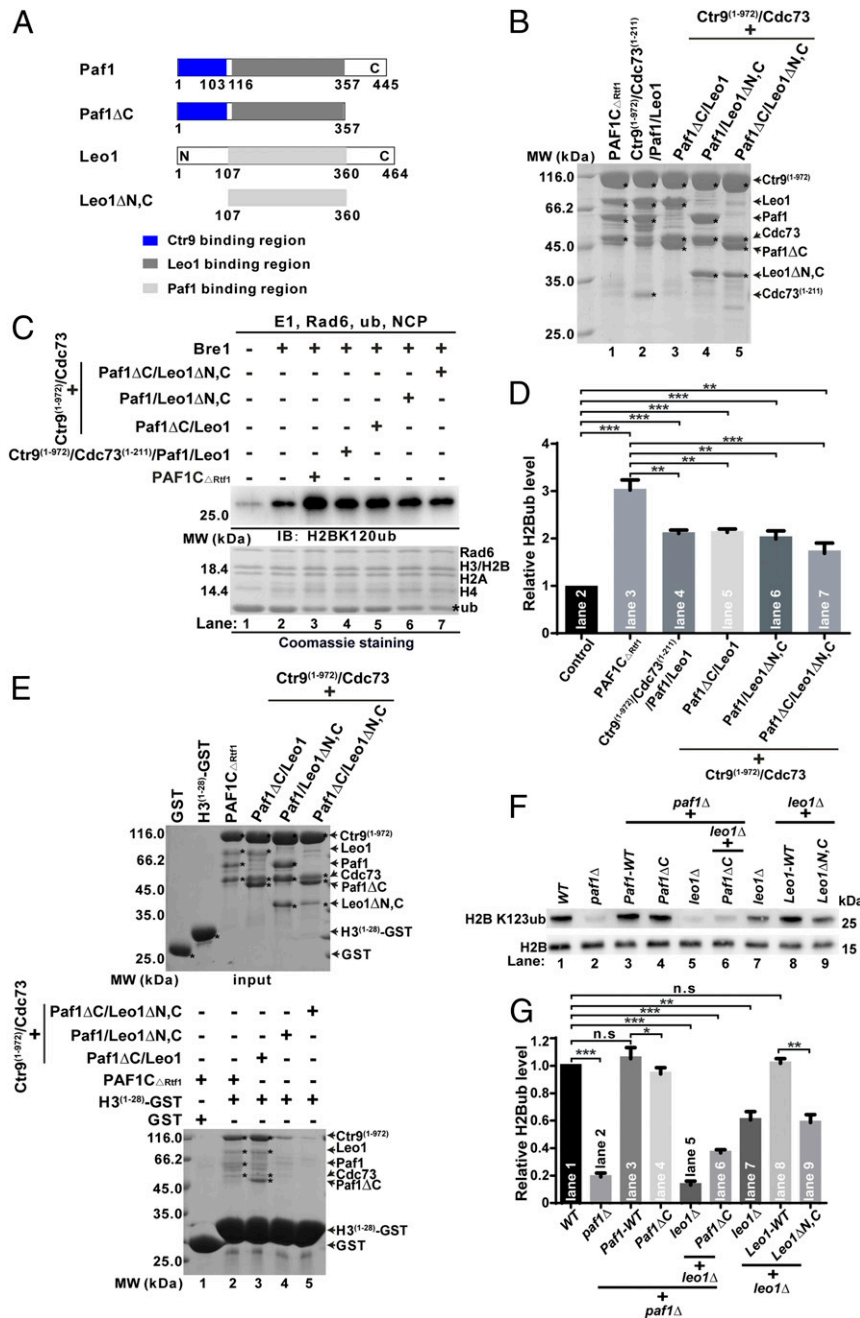 A
Paf1
C
1 103 116 357 445
Paf1ΔC
1 357
Leo1
N C
1 107 360 464
Leo1ΔN,C
107 360
Ctr9 binding region
Leo1 binding region
Paf1 binding region
B
Ctr9(1-972)/Cdc73
+
PAF1C△Rtf1
Ctr9(1-972)/Cdc73(1-211)
/Paf1/Leo1
Paf1ΔC/Leo1
Paf1/Leo1ΔN,C
Paf1ΔC/Leo1ΔN,C
MW (kDa)
116.0
66.2
45.0
35.0
25.0
Ctr9(1-972)
Leo1
Paf1
Cdc73
Paf1ΔC
Leo1ΔN,C
Cdc73(1-211)
1 2 3 4 5
C
E1, Rad6, ub, NCP
Bre1 - + + + + + +
Ctr9(1-972)/Cdc73
+
Paf1ΔC/Leo1ΔN,C - - - - - - +
Paf1/Leo1ΔN,C - - - - - + -
Paf1ΔC/Leo1 - - - - + - -
Ctr9(1-972)/Cdc73(1-211)/Paf1/Leo1 - - - + - - -
PAF1C△Rtf1 - - + - - - -
25.0
MW (kDa) IB: H2BK120ub
18.4
14.4
Rad6
H3/H2B
H2A
H4
*ub
Lane: 1 2 3 4 5 6 7
Coomassie staining
D
**
***
***
***
*** ***
**
**
**
Relative H2Bub level
4
3
2
1
0
lane 2
lane 3
lane 4
lane 5
lane 6
lane 7
Control
PAF1C△Rtf1
Ctr9(1-972)/Cdc73(1-211)
/Paf1/Leo1
Paf1ΔC/Leo1
Paf1/Leo1ΔN,C
Paf1ΔC/Leo1ΔN,C
+
Ctr9(1-972)/Cdc73
E
Ctr9(1-972)/Cdc73
+
GST
H3(1-28)-GST
PAF1C△Rtf1
Paf1ΔC/Leo1
Paf1/Leo1ΔN,C
Paf1ΔC/Leo1ΔN,C
116.0
66.2
45.0
35.0
25.0
Ctr9(1-972)
Leo1
Paf1
Cdc73
Paf1ΔC
Leo1ΔN,C
H3(1-28)-GST
GST
MW (kDa) input
Ctr9(1-972)/Cdc73
+
Paf1ΔC/Leo1ΔN,C - - - - +
Paf1/Leo1ΔN,C - - - + -
Paf1ΔC/Leo1 - - + - -
PAF1C△Rtf1 + + - - -
H3(1-28)-GST - + + + +
GST + - - - -
116.0
66.2
45.0
35.0
25.0
Ctr9(1-972)
Leo1
Paf1
Cdc73
Paf1ΔC
H3(1-28)-GST
GST
MW (kDa) 1 2 3 4 5
F
paf1Δ
+
leo1Δ
+
leo1Δ
+
WT
paf1Δ
Paf1-WT
Paf1ΔC
leo1Δ
Paf1ΔC
leo1Δ
Leo1-WT
Leo1ΔN,C
kDa
H2B K123ub 25
H2B 15
Lane: 1 2 3 4 5 6 7 8 9
G
n.s
**
***
***
n.s
***
*
**
Relative H2Bub level
1.2
1.0
0.8
0.6
0.4
0.2
0
lane 1
lane 2
lane 3
lane 4
lane 5
lane 6
lane 7
lane 8
lane 9
WT
paf1Δ
Paf1-WT
Paf1ΔC
leo1Δ
Paf1ΔC
leo1Δ
Leo1-WT
Leo1ΔN,C
+
leo1Δ
+
paf1Δ
+
leo1Δ